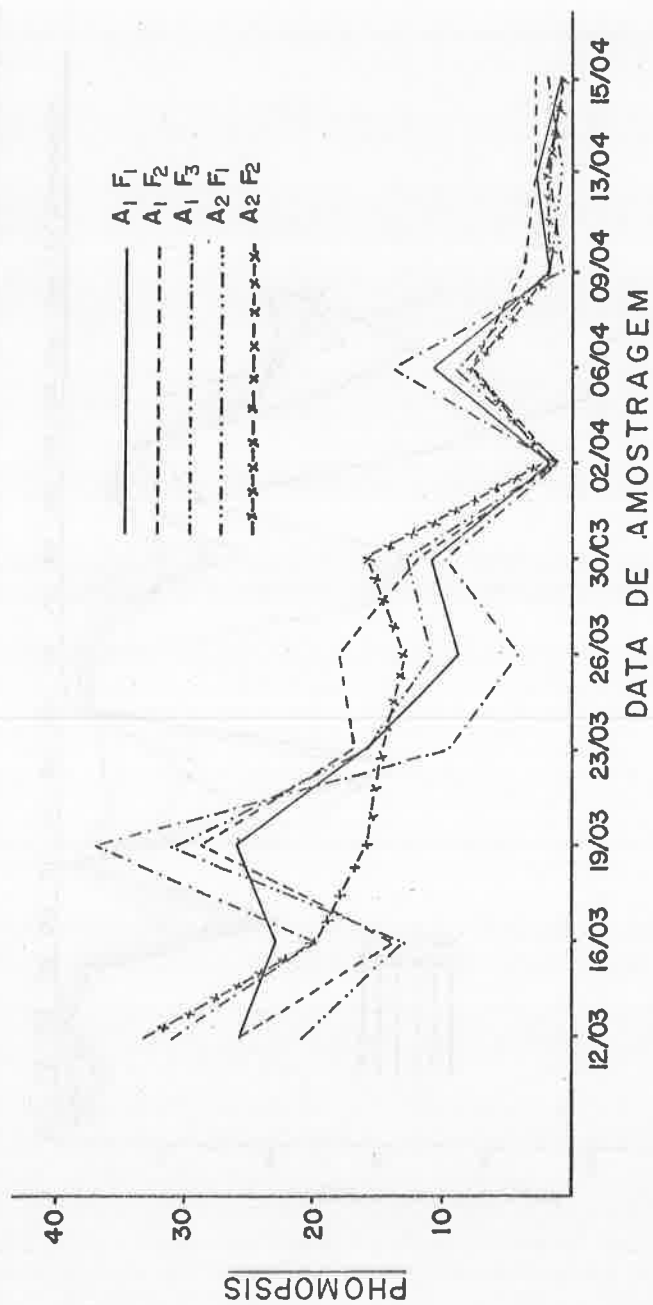 PHOMOPSIS
40
30
20
10
A₁ F₁
A₁ F₂
A₁ F₃
A₂ F₁
A₂ F₂
12/03
16/03
19/03
23/03
26/03
30/03
02/04
06/04
09/04
13/04
15/04
DATA DE AMOSTRAGEM